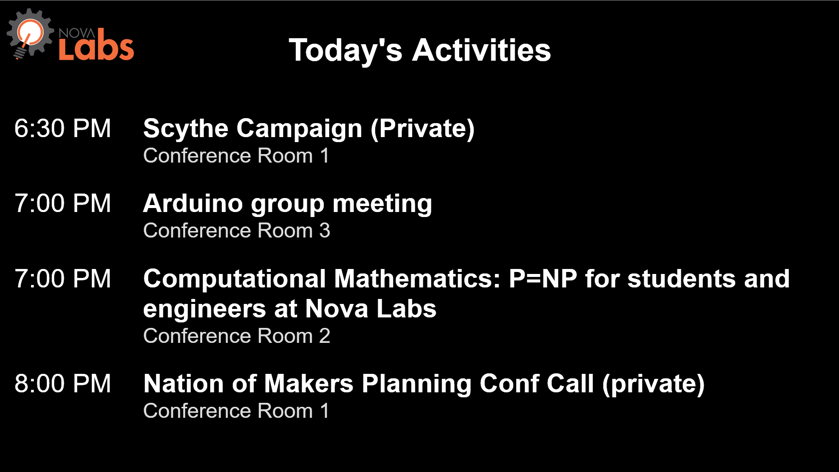 NOVA
Labs
Today's Activities
6:30 PM Scythe Campaign (Private)
Conference Room 1
7:00 PM Arduino group meeting
Conference Room 3
7:00 PM Computational Mathematics: P=NP for students and
engineers at Nova Labs
Conference Room 2
8:00 PM Nation of Makers Planning Conf Call (private)
Conference Room 1